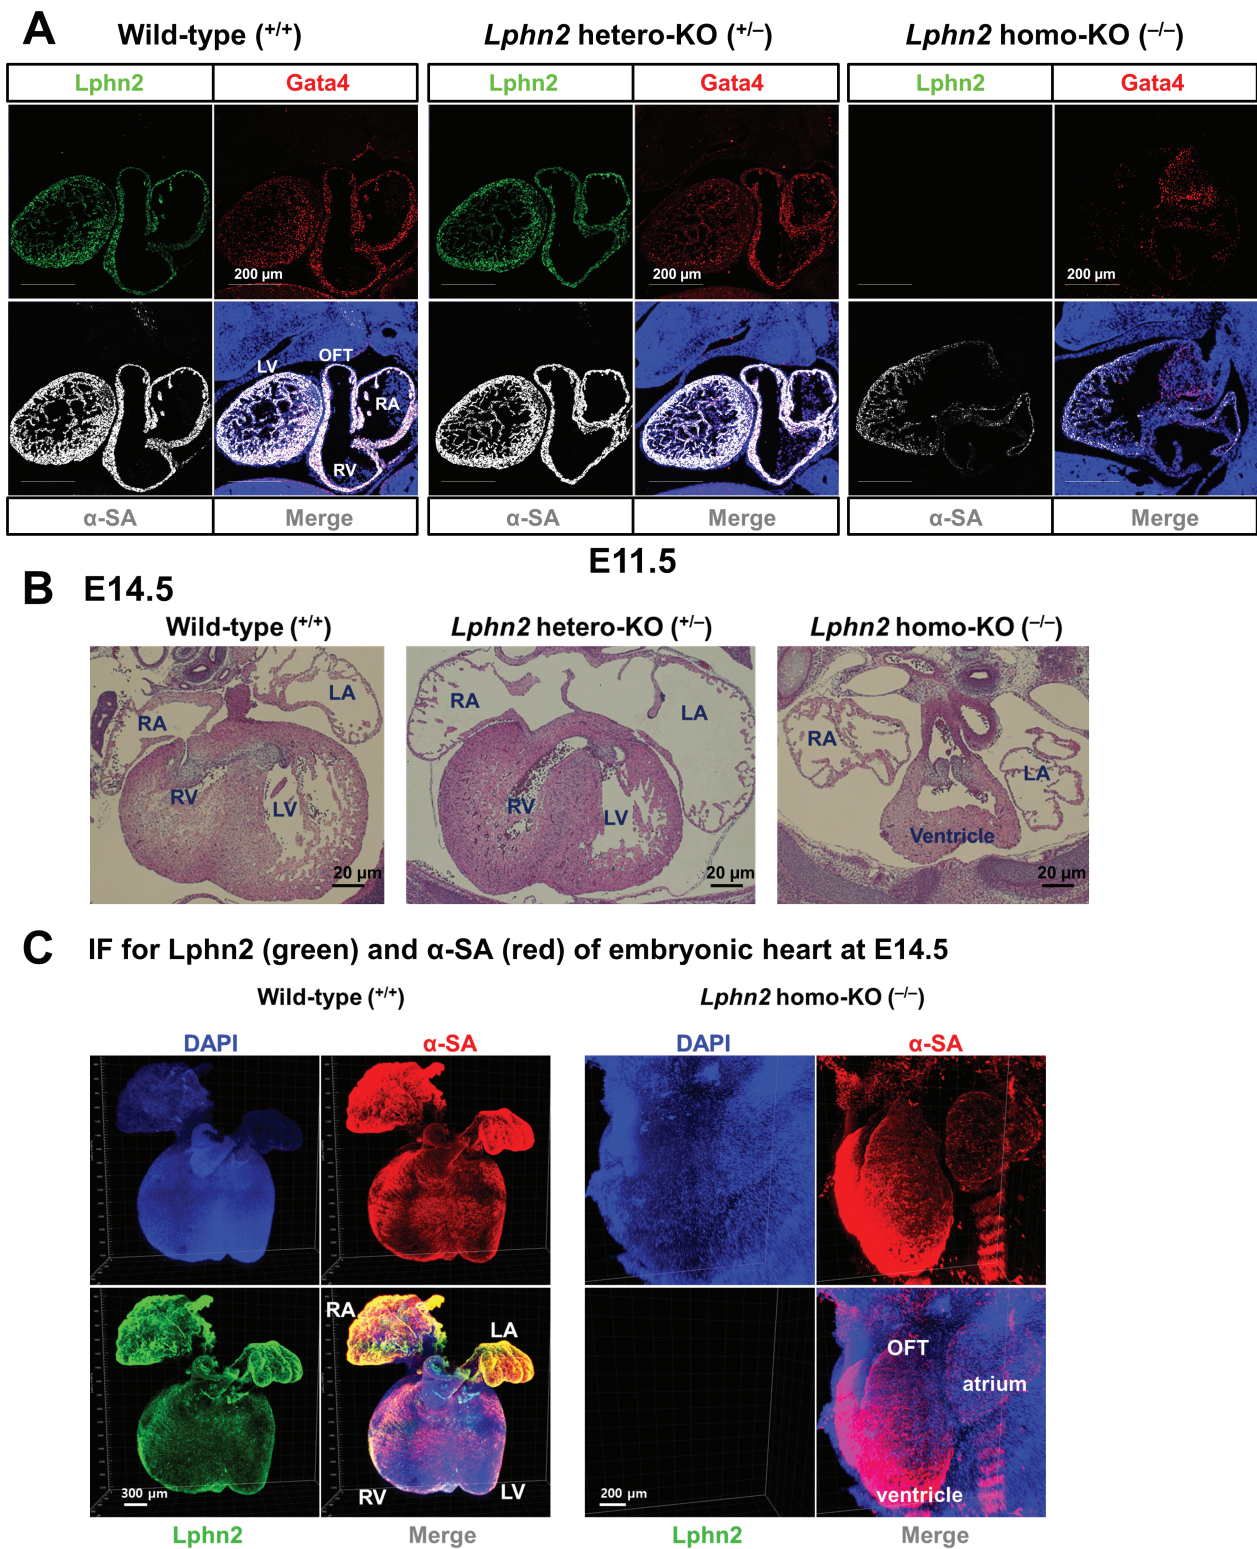 A
Wild-type (+/+)
Lphn2 hetero-KO (+/–)
Lphn2 homo-KO (–/–)
Lphn2
Gata4
Lphn2
Gata4
Lphn2
Gata4
200 μm
200 μm
200 μm
LV
OFT
RA
RV
α-SA
Merge
α-SA
Merge
α-SA
Merge
E11.5
B
E14.5
Wild-type (+/+)
Lphn2 hetero-KO (+/–)
Lphn2 homo-KO (–/–)
RA
LA
RV
LV
20 μm
RA
LA
RV
LV
20 μm
RA
LA
Ventricle
20 μm
C
IF for Lphn2 (green) and α-SA (red) of embryonic heart at E14.5
Wild-type (+/+)
Lphn2 homo-KO (–/–)
DAPI
α-SA
DAPI
α-SA
RA
LA
RV
LV
300 μm
OFT
atrium
ventricle
200 μm
Lphn2
Merge
Lphn2
Merge